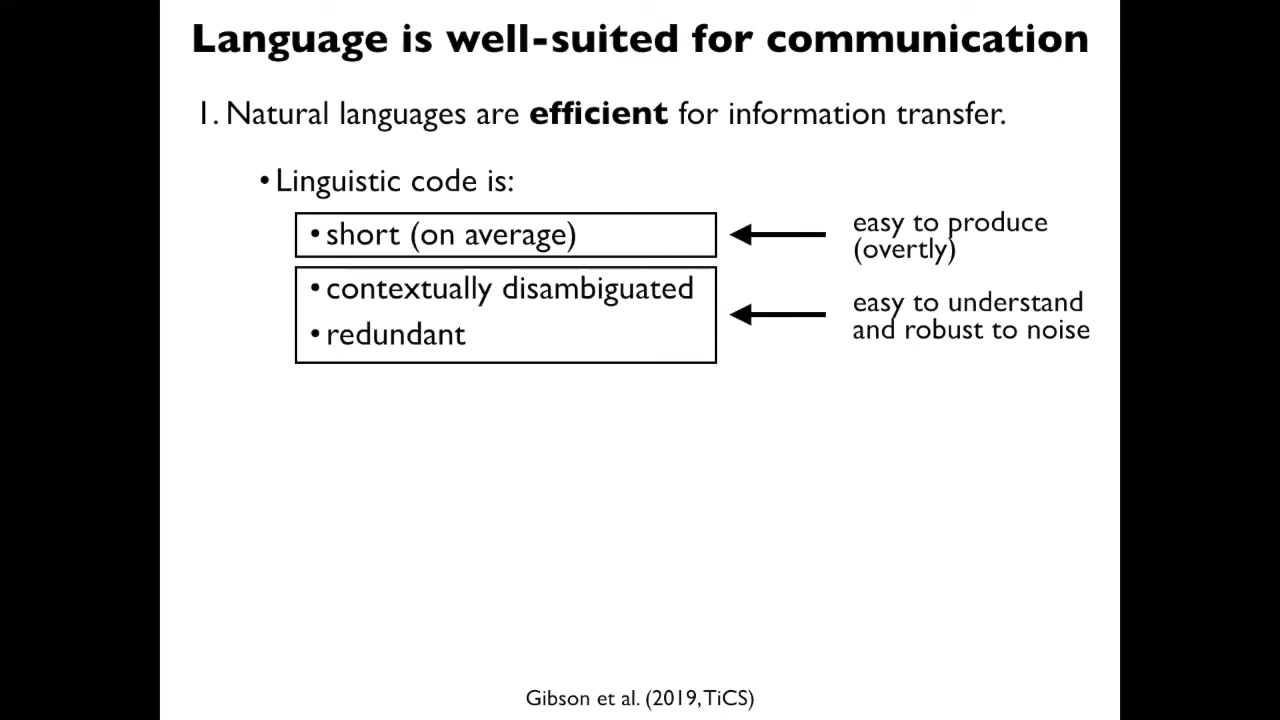 Language is well-suited for communication
1. Natural languages are efficient for information transfer.
• Linguistic code is:
• short (on average)
easy to produce
(overtly)
• contextually disambiguated
• redundant
easy to understand
and robust to noise
Gibson et al. (2019, TiCS)